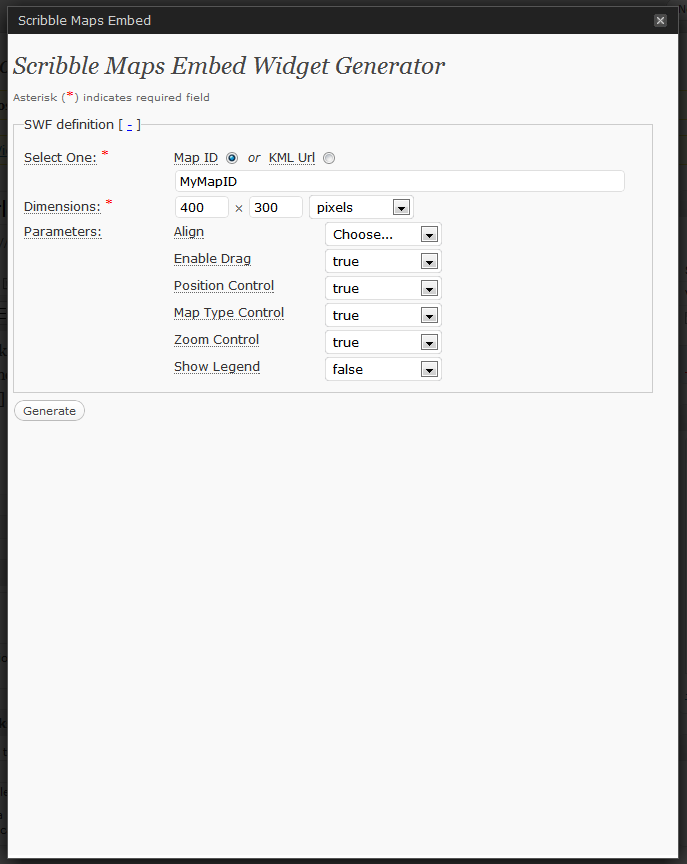 Scribble Maps Embed
Scribble Maps Embed Widget Generator
Asterisk (*) indicates required field
SWF definition [ - ]
Select One: * Map ID or KML Url
MyMapID
Dimensions: * 400 × 300 pixels
Parameters: Align Choose...
Enable Drag true
Position Control true
Map Type Control true
Zoom Control true
Show Legend false
Generate